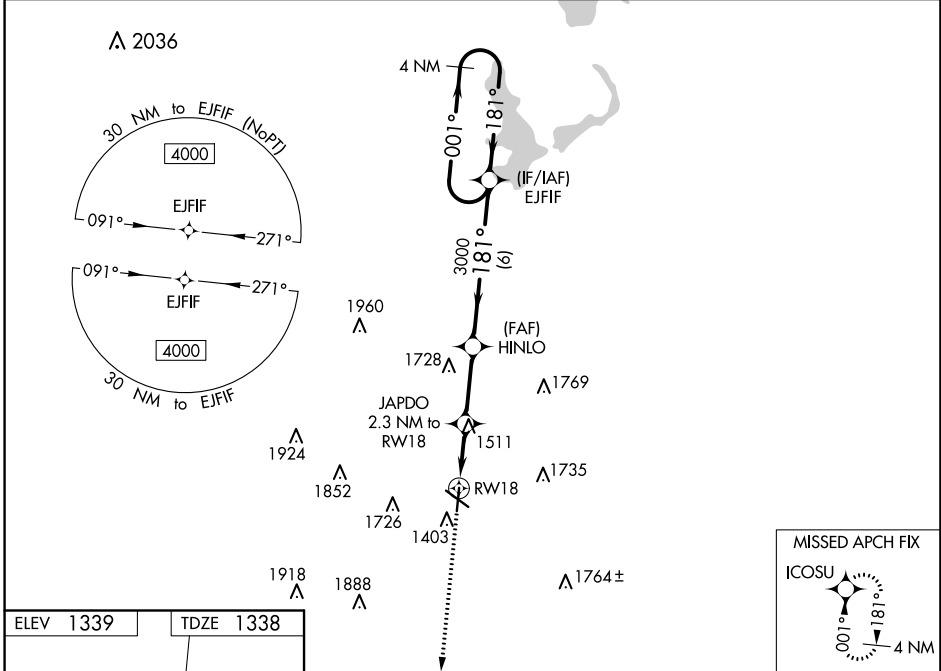 2036
30 NM to EJFIF (NoPT)
4000
EJFIF
091°
271°
091°
271°
EJFIF
4000
30 NM to EJFIF
4 NM
001°
181°
(IF/IAF)
EJFIF
3000
181°
(6)
1960
(FAF)
HINLO
1728
1769
JAPDO
2.3 NM to
RW18
1511
1924
1852
1735
RW18
1726
1403
1918
1888
1764±
MISSED APCH FIX
ICOSU
001°
181°
4 NM
ELEV 1339
TDZE 1338